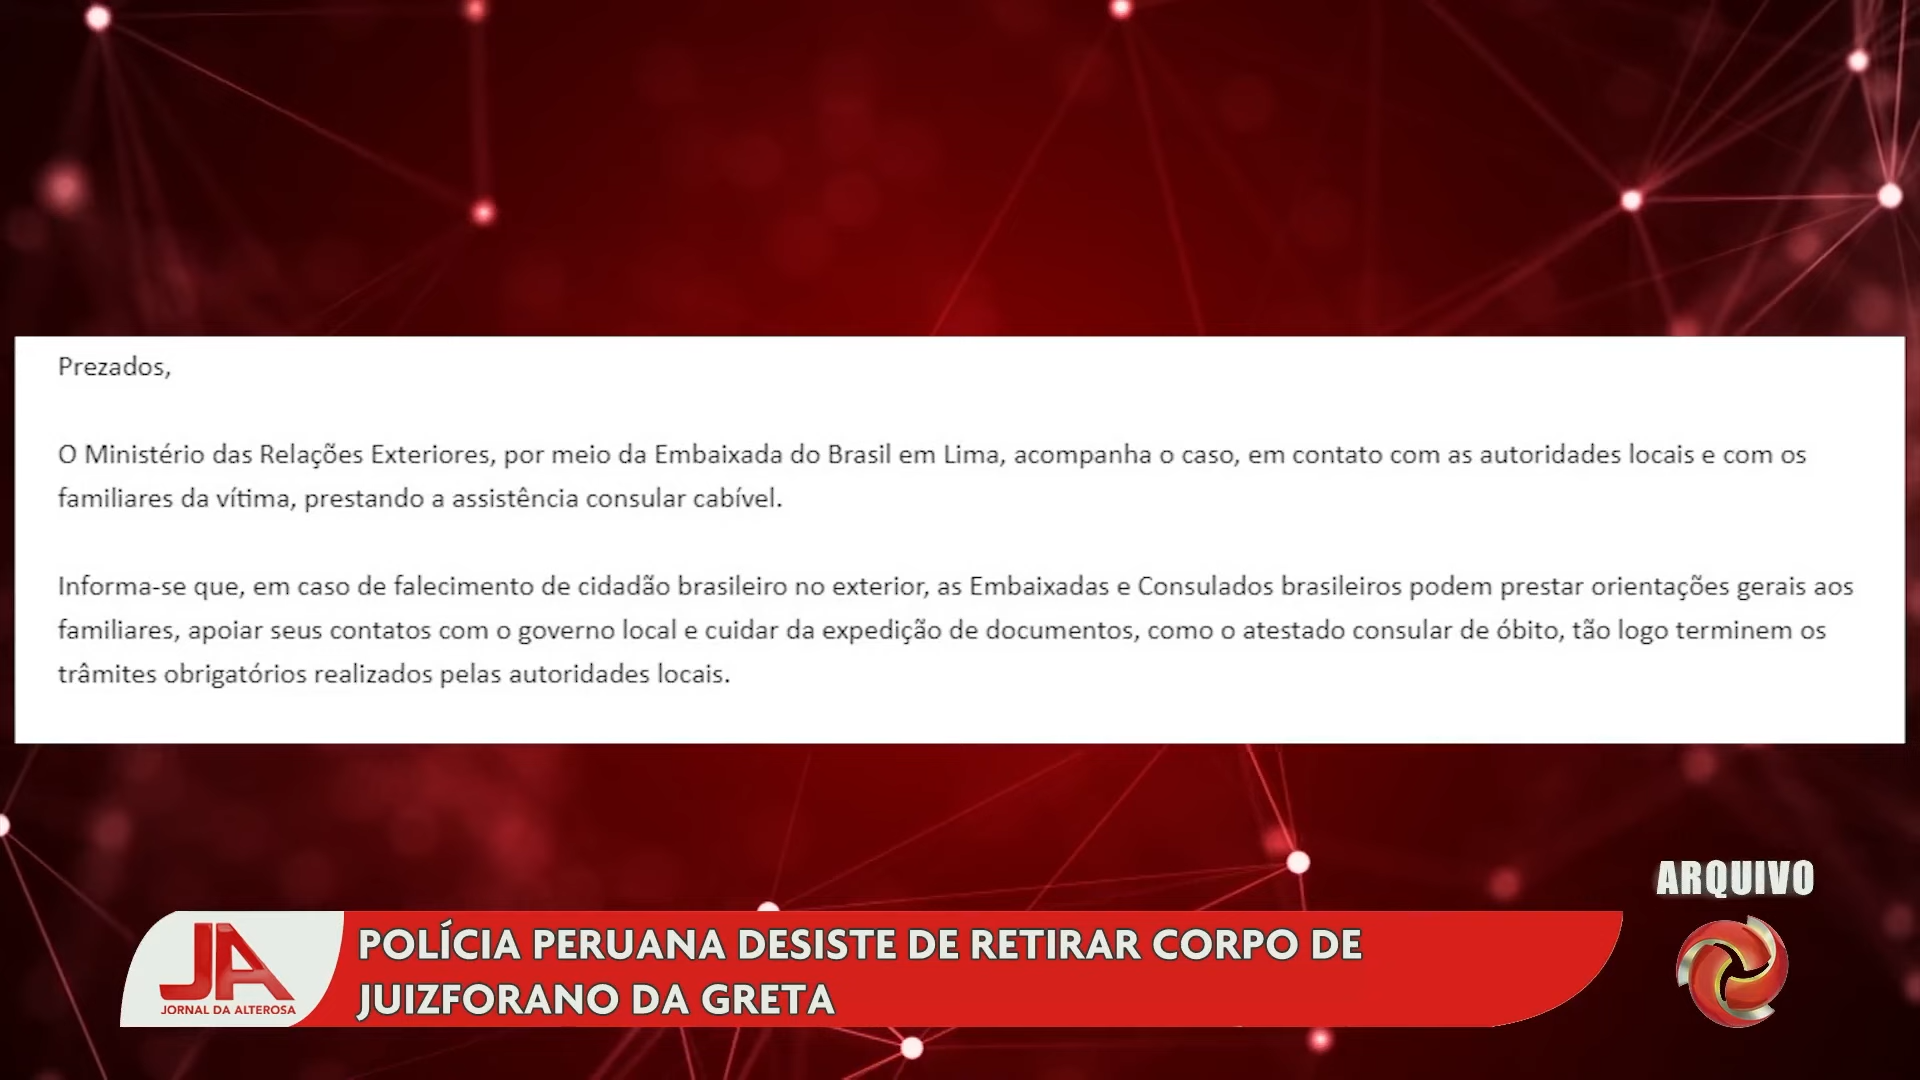 Prezados,
O Ministério das Relações Exteriores, por meio da Embaixada do Brasil em Lima, acompanha o caso, em contato com as autoridades locais e com os
familiares da vítima, prestando a assistência consular cabível.
Informa-se que, em caso de falecimento de cidadão brasileiro no exterior, as Embaixadas e Consulados brasileiros podem prestar orientações gerais aos
familiares, apoiar seus contatos com o governo local e cuidar da expedição de documentos, como o atestado consular de óbito, tão logo terminem os
trâmites obrigatórios realizados pelas autoridades locais.
ARQUIVO
JA
JORNAL DA ALTEROSA
POLÍCIA PERUANA DESISTE DE RETIRAR CORPO DE
JUIZFORANO DA GRETA